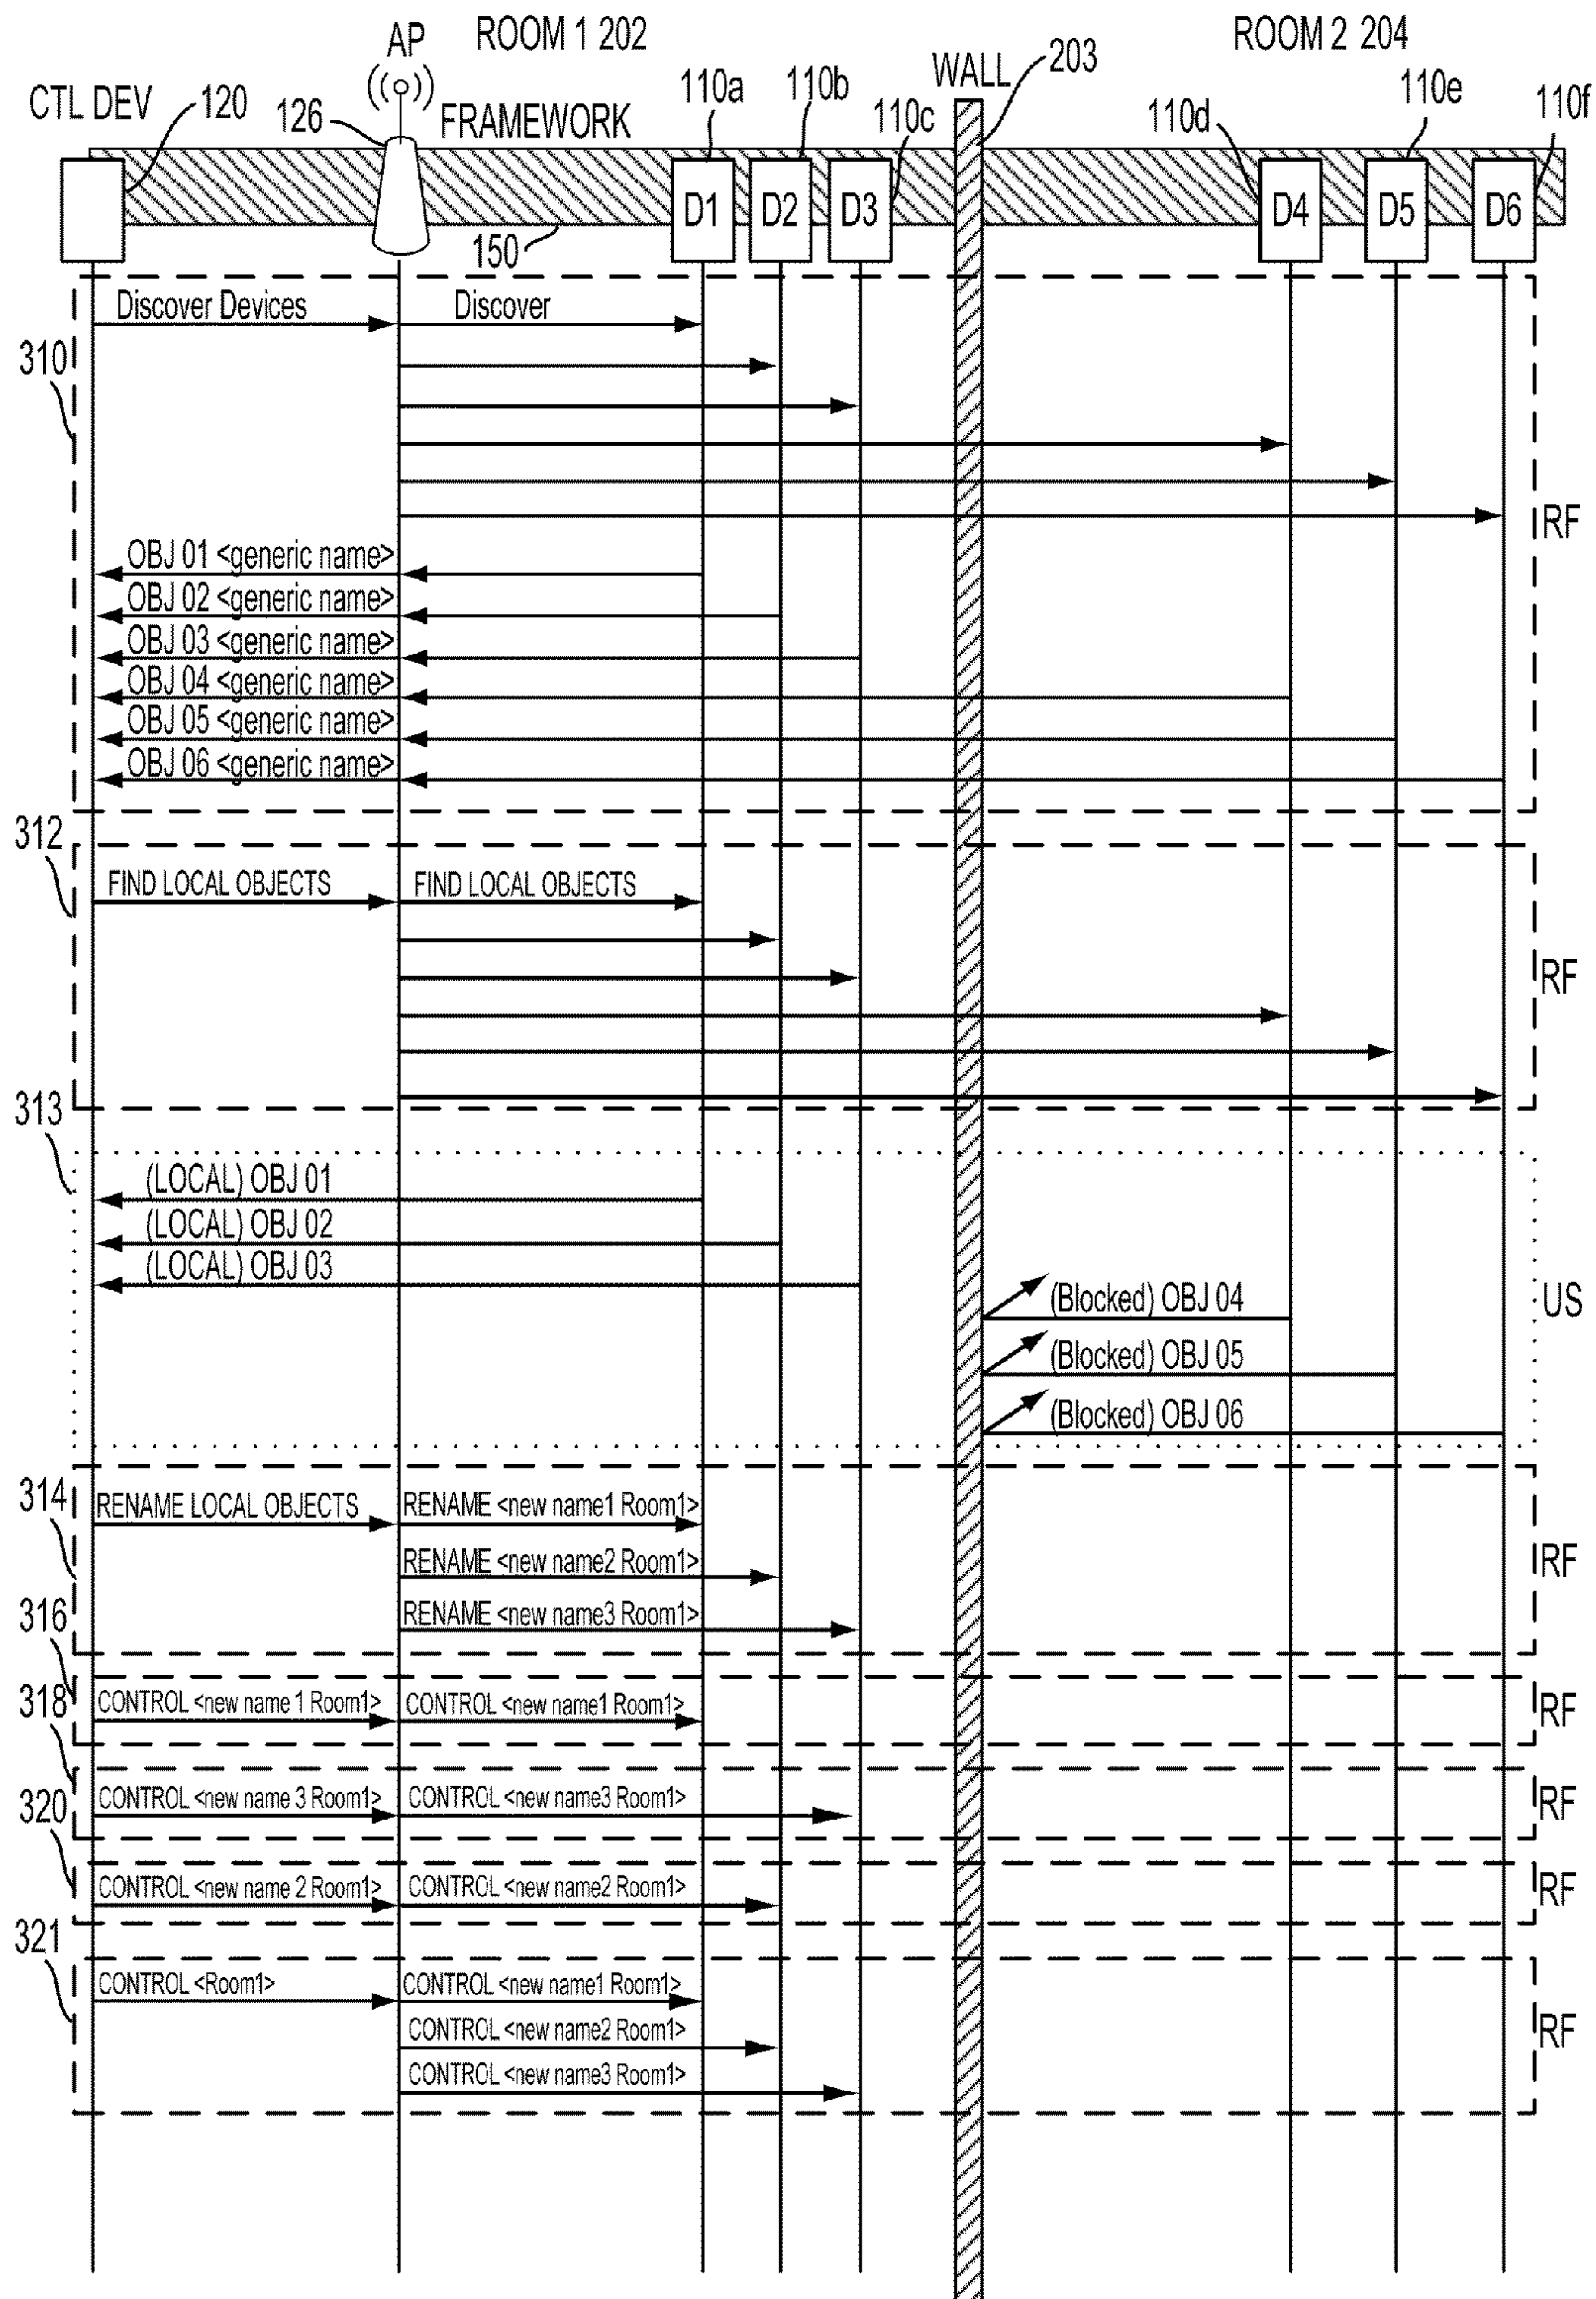 AP ROOM 1 202 ROOM 2 204
CTL DEV 120 126 FRAMEWORK 110a 110b 110c WALL 203 110d 110e 110f
D1 D2 D3 D4 D5 D6
150
Discover Devices Discover
310
RF
OBJ 01 <generic name>
OBJ 02 <generic name>
OBJ 03 <generic name>
OBJ 04 <generic name>
OBJ 05 <generic name>
OBJ 06 <generic name>
312
FIND LOCAL OBJECTS FIND LOCAL OBJECTS
RF
313
(LOCAL) OBJ 01
(LOCAL) OBJ 02
(LOCAL) OBJ 03
(Blocked) OBJ 04 US
(Blocked) OBJ 05
(Blocked) OBJ 06
314
RENAME LOCAL OBJECTS RENAME <new name1 Room1>
RENAME <new name2 Room1> RF
316 RENAME <new name3 Room1>
318 CONTROL <new name 1 Room1> CONTROL <new name1 Room1> RF
320 CONTROL <new name 3 Room1> CONTROL <new name3 Room1> RF
CONTROL <new name 2 Room1> CONTROL <new name2 Room1> RF
321
CONTROL <Room1> CONTROL <new name1 Room1>
CONTROL <new name2 Room1> RF
CONTROL <new name3 Room1>